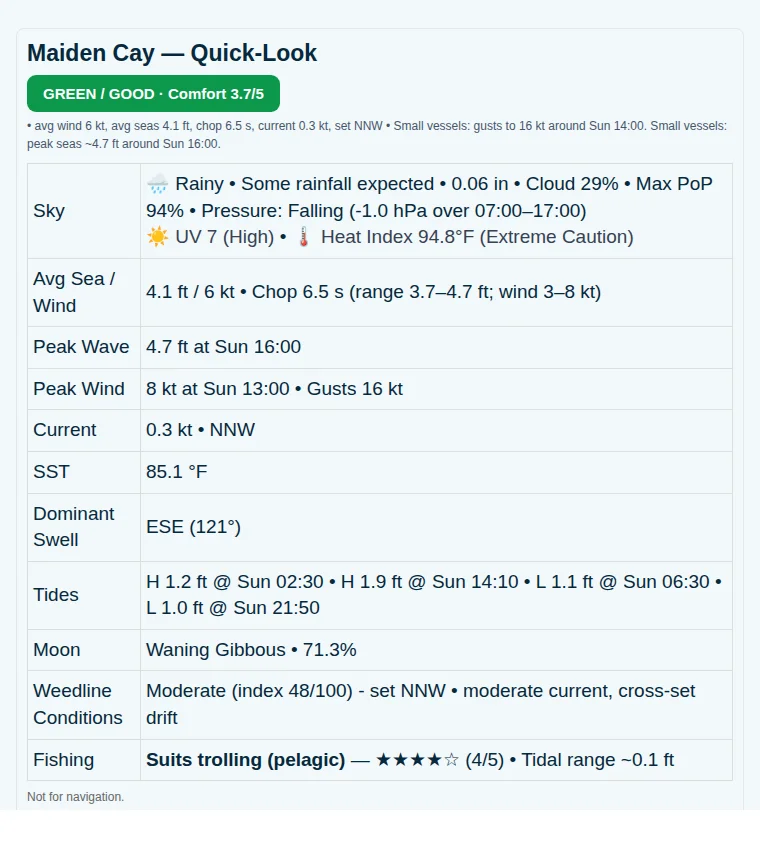 Maiden Cay — Quick-Look
GREEN / GOOD · Comfort 3.7/5
• avg wind 6 kt, avg seas 4.1 ft, chop 6.5 s, current 0.3 kt, set NNW • Small vessels: gusts to 16 kt around Sun 14:00. Small vessels:
peak seas ~4.7 ft around Sun 16:00.
Sky
🌧️ Rainy • Some rainfall expected • 0.06 in • Cloud 29% • Max PoP
94% • Pressure: Falling (-1.0 hPa over 07:00–17:00)
☀️ UV 7 (High) • 🌡️ Heat Index 94.8°F (Extreme Caution)
Avg Sea /
Wind
4.1 ft / 6 kt • Chop 6.5 s (range 3.7–4.7 ft; wind 3–8 kt)
Peak Wave
4.7 ft at Sun 16:00
Peak Wind
8 kt at Sun 13:00 • Gusts 16 kt
Current
0.3 kt • NNW
SST
85.1 °F
Dominant
Swell
ESE (121°)
Tides
H 1.2 ft @ Sun 02:30 • H 1.9 ft @ Sun 14:10 • L 1.1 ft @ Sun 06:30 •
L 1.0 ft @ Sun 21:50
Moon
Waning Gibbous • 71.3%
Weedline
Conditions
Moderate (index 48/100) - set NNW • moderate current, cross-set
drift
Fishing
Suits trolling (pelagic) — ★★★★☆ (4/5) • Tidal range ~0.1 ft
Not for navigation.